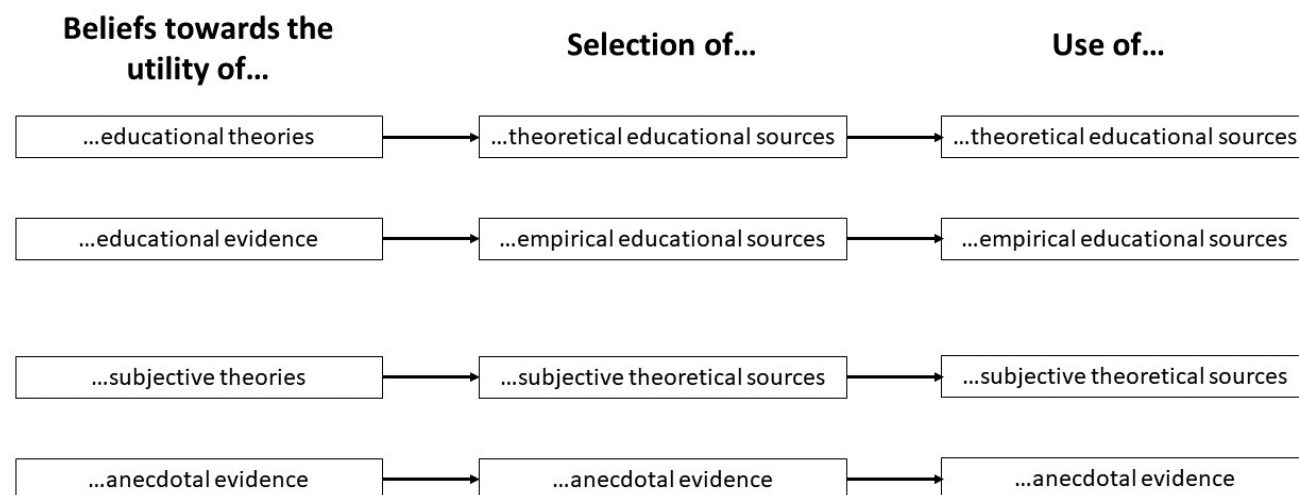 Beliefs towards the
utility of...
Selection of...
Use of...
...educational theories
...theoretical educational sources
...theoretical educational sources
...educational evidence
...empirical educational sources
...empirical educational sources
...subjective theories
...subjective theoretical sources
...subjective theoretical sources
...anecdotal evidence
...anecdotal evidence
...anecdotal evidence